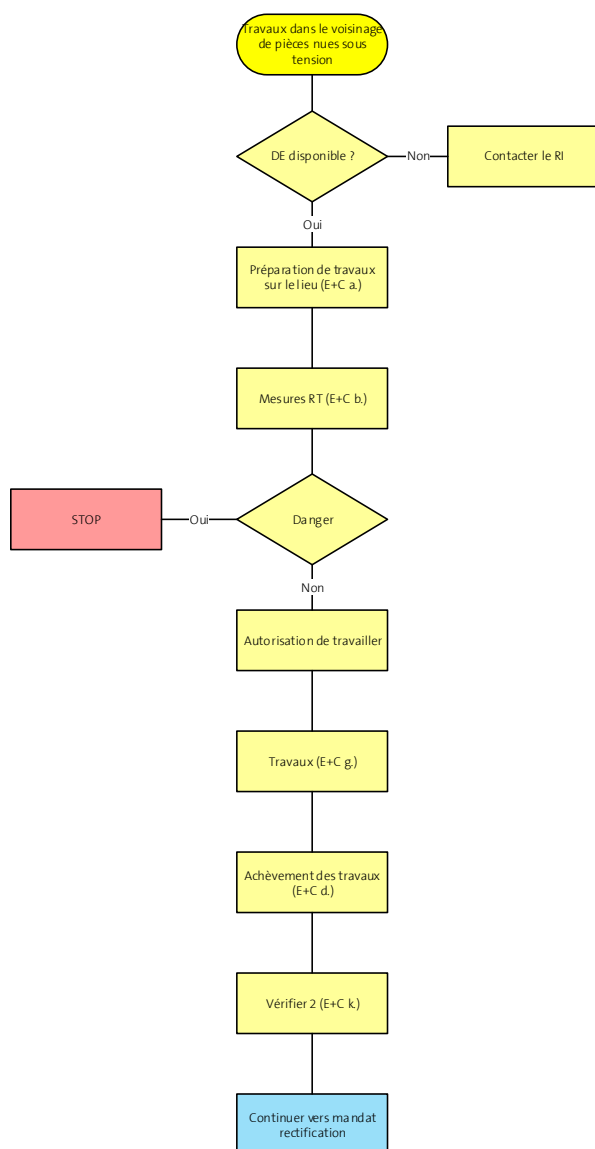 Travaux dans le voisinage
de pièces nues sous
tension
DE disponible ?
Non
Contacter le RI
Oui
Préparation de travaux
sur le lieu (E+C a.)
Mesures RT (E+C b.)
STOP
Oui
Danger
Non
Autorisation de travailler
Travaux (E+C g.)
Achèvement des travaux
(E+C d.)
Vérifier 2 (E+C k.)
Continuer vers mandat
rectification